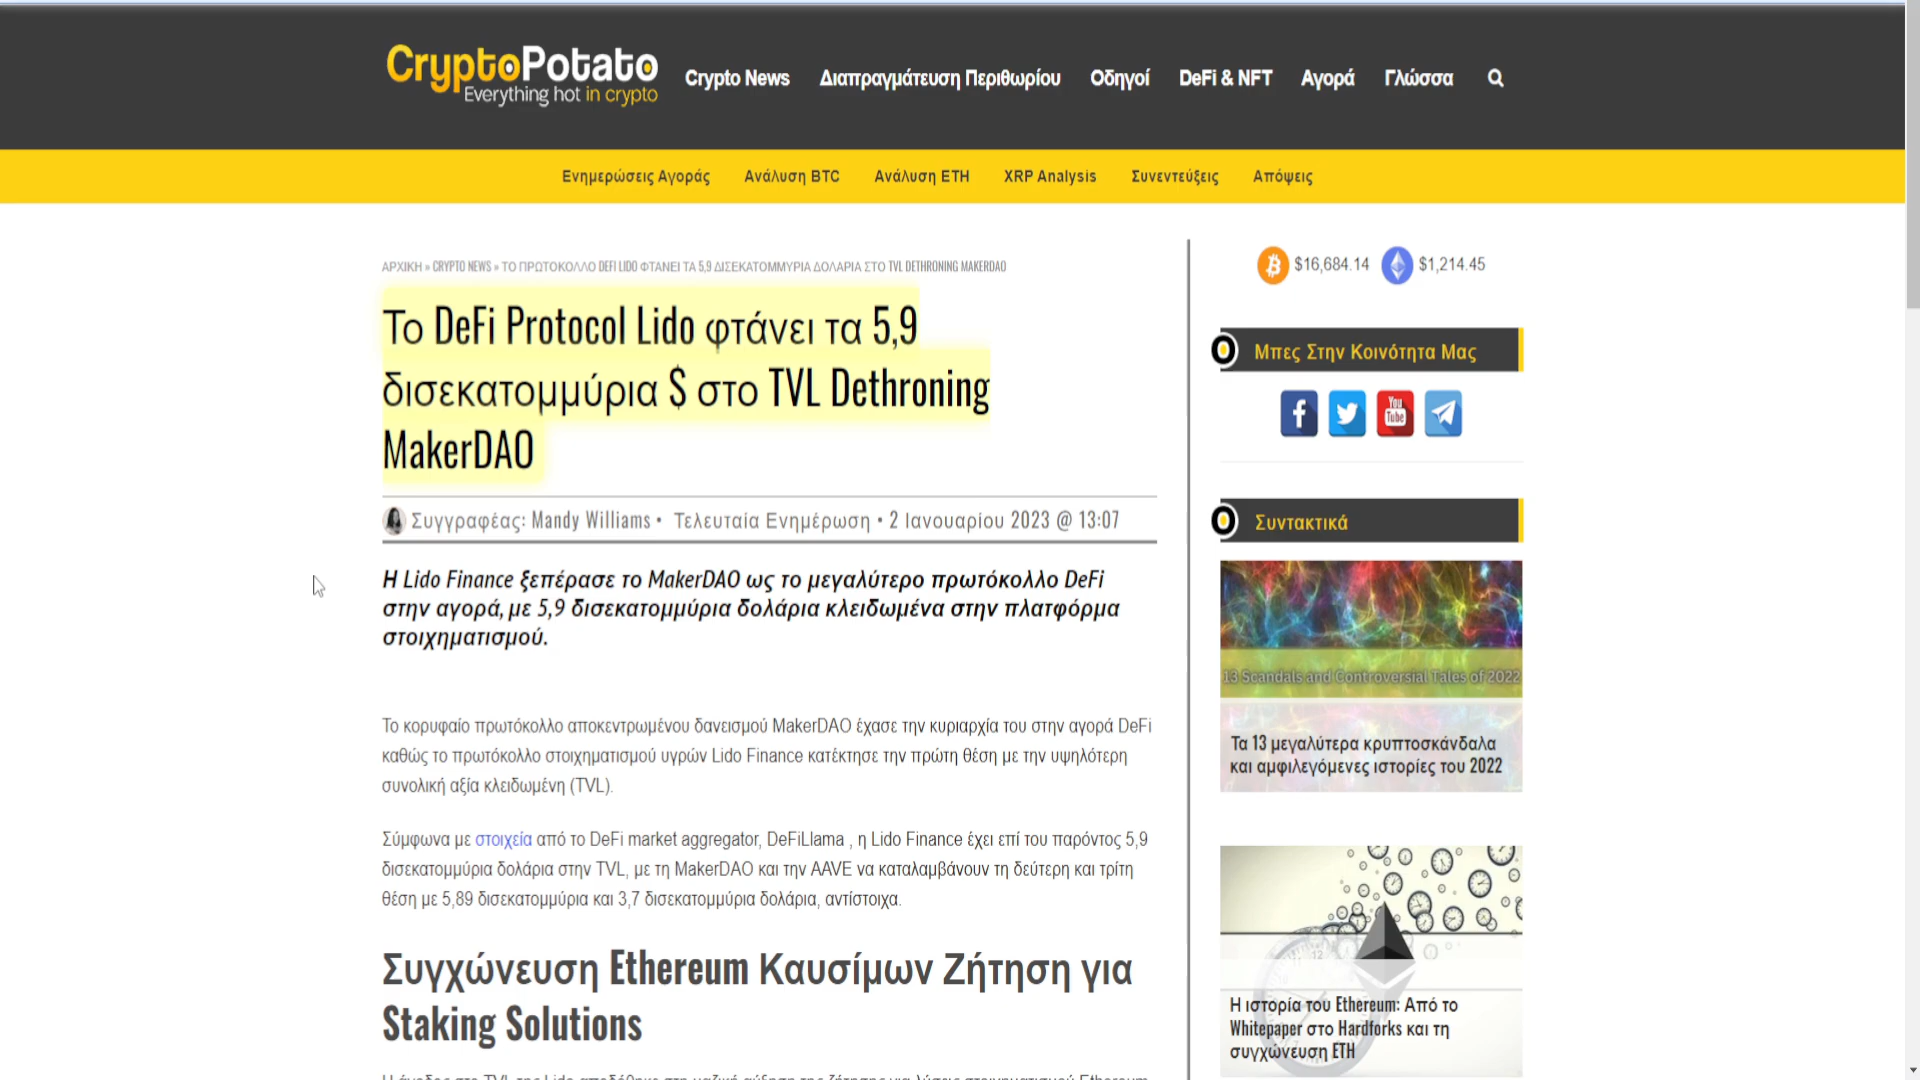 CryptoPotato
Everything hot in crypto
Crypto News Διαπραγμάτευση Περιθωρίου Οδηγοί DeFi & NFT Αγορά Γλώσσα
Ενημερώσεις Αγοράς Ανάλυση BTC Ανάλυση ETH XRP Analysis Συνεντεύξεις Απόψεις
ΑΡΧΙΚΗ » CRYPTO NEWS » ΤΟ ΠΡΩΤΟΚΟΛΛΟ DEFI LIDO ΦΤΑΝΕΙ ΤΑ 5,9 ΔΙΣΕΚΑΤΟΜΜΥΡΙΑ ΔΟΛΑΡΙΑ ΣΤΟ TVL DETHRONING MAKERDAO
Το DeFi Protocol Lido φτάνει τα 5,9
δισεκατομμύρια $ στο TVL Dethroning
MakerDAO
Συγγραφέας: Mandy Williams • Τελευταία Ενημέρωση • 2 Ιανουαρίου 2023 @ 13:07
Η Lido Finance ξεπέρασε το MakerDAO ως το μεγαλύτερο πρωτόκολλο DeFi
στην αγορά, με 5,9 δισεκατομμύρια δολάρια κλειδωμένα στην πλατφόρμα
στοιχηματισμού.
Το κορυφαίο πρωτόκολλο αποκεντρωμένου δανεισμού MakerDAO έχασε την κυριαρχία του στην αγορά DeFi
καθώς το πρωτόκολλο στοιχηματισμού υγρών Lido Finance κατέκτησε την πρώτη θέση με την υψηλότερη
συνολική αξία κλειδωμένη (TVL).
Σύμφωνα με στοιχεία από το DeFi market aggregator, DeFiLlama , η Lido Finance έχει επί του παρόντος 5,9
δισεκατομμύρια δολάρια στην TVL, με τη MakerDAO και την AAVE να καταλαμβάνουν τη δεύτερη και τρίτη
θέση με 5,89 δισεκατομμύρια και 3,7 δισεκατομμύρια δολάρια, αντίστοιχα.
Συγχώνευση Ethereum Καυσίμων Ζήτηση για
Staking Solutions
$16,684.14 $1,214.45
Μπες Στην Κοινότητα Μας
You
Tube
Συντακτικά
13 Scandals and Controversial Tales of 2022
Τα 13 μεγαλύτερα κρυπτοσκάνδαλα
και αμφιλεγόμενες ιστορίες του 2022
Η ιστορία του Ethereum: Από το
Whitepaper στο Hardforks και τη
συγχώνευση ETH